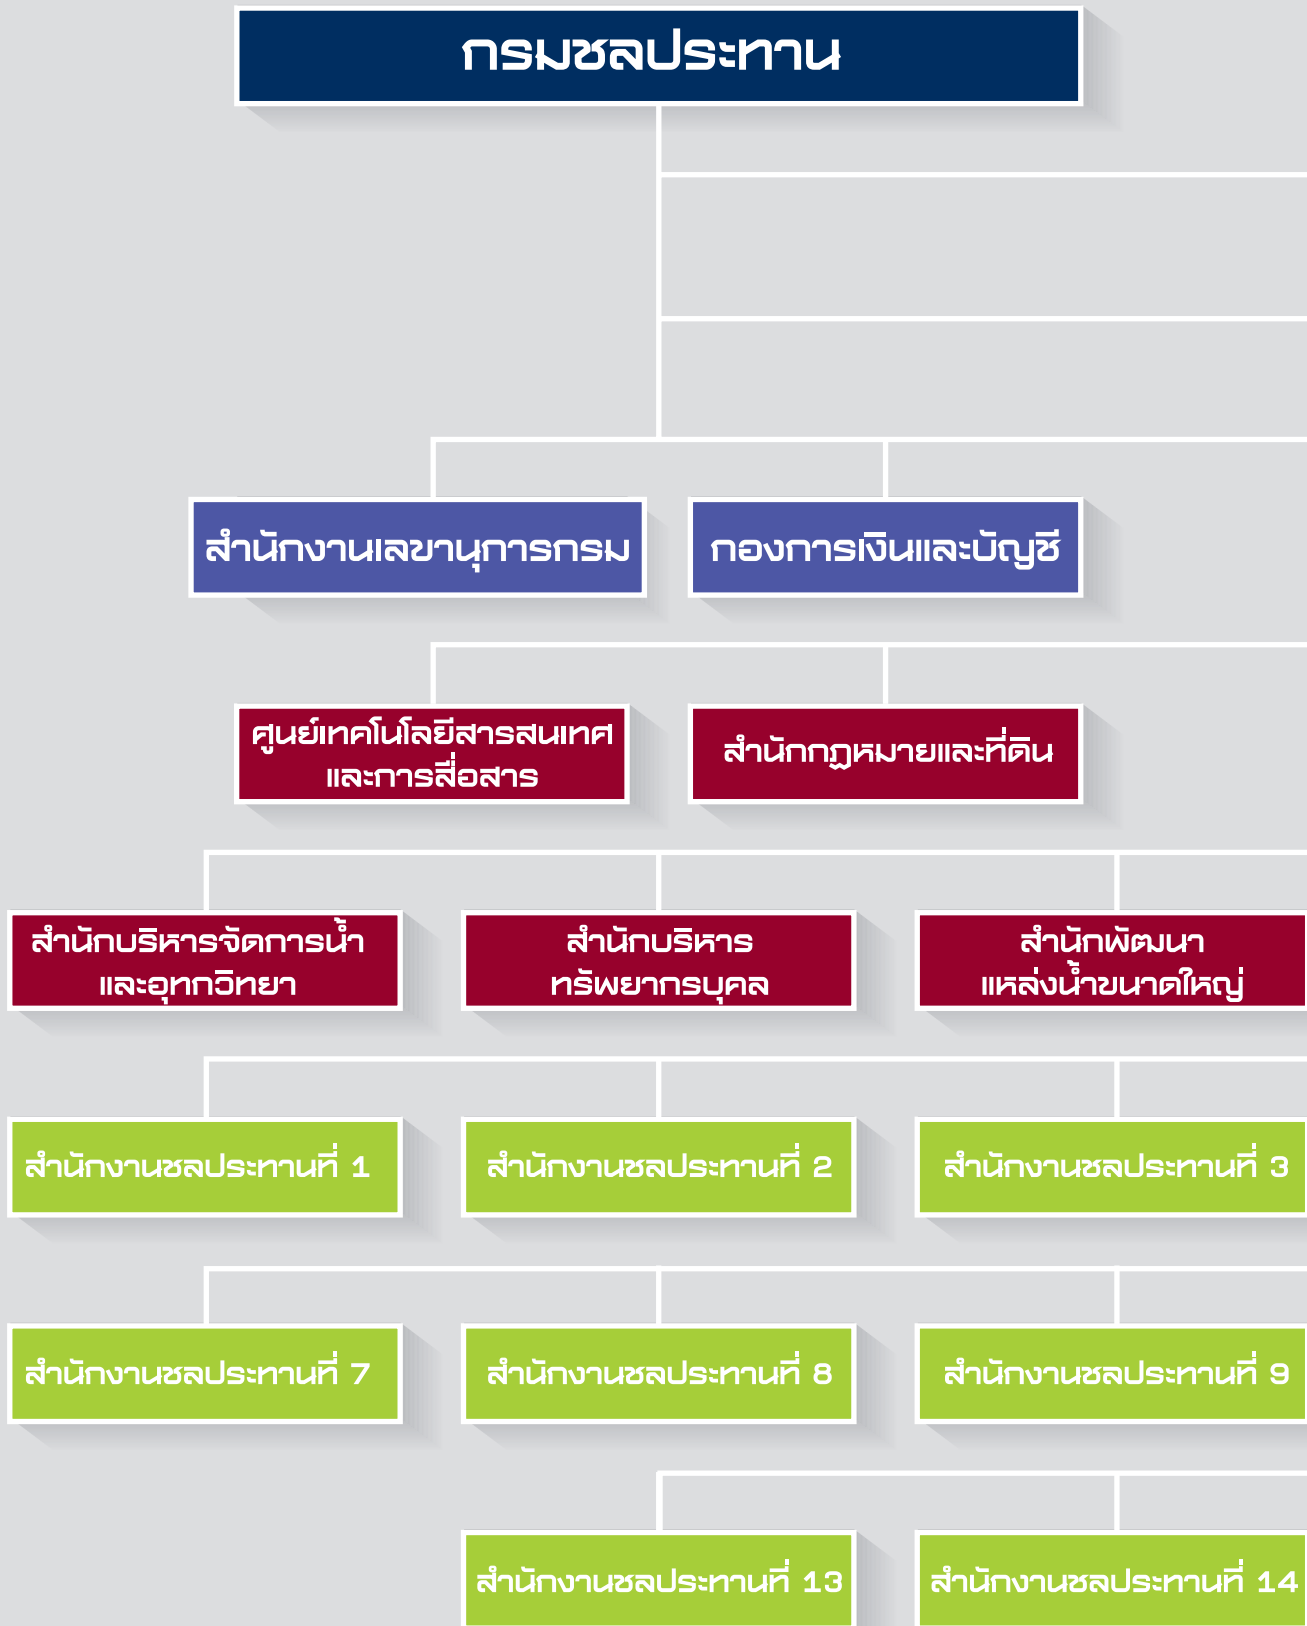 กรมชลประทาน
สำนักงานเลขานุการกรม
กองการเงินและบัญชี
ศูนย์เทคโนโลยีสารสนเทศ
และการสื่อสาร
สำนักกฎหมายและที่ดิน
สำนักบริหารจัดการน้ำ
และอุทกวิทยา
สำนักบริหาร
ทรัพยากรบุคล
สำนักพัฒนา
แหล่งน้ำขนาดใหญ่
สำนักงานชลประทานที่ 1
สำนักงานชลประทานที่ 2
สำนักงานชลประทานที่ 3
สำนักงานชลประทานที่ 7
สำนักงานชลประทานที่ 8
สำนักงานชลประทานที่ 9
สำนักงานชลประทานที่ 13
สำนักงานชลประทานที่ 14